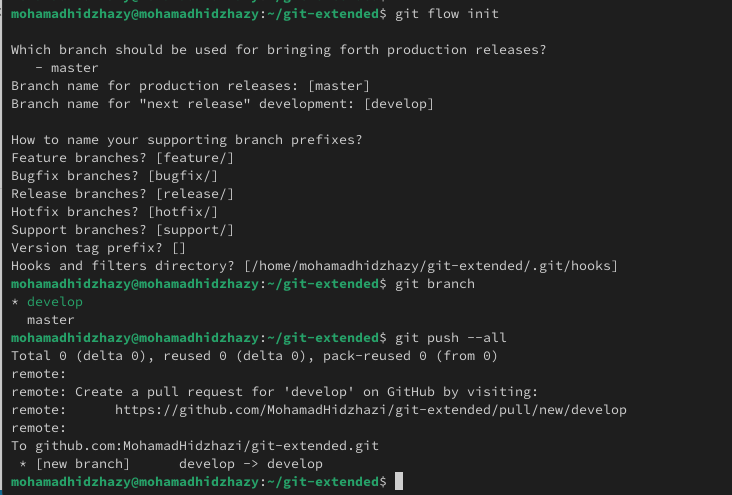 mohamadhidzhazy@mohamadhidzhazy:~/git-extended$ git flow init

Which branch should be used for bringing forth production releases?
   - master
Branch name for production releases: [master]
Branch name for "next release" development: [develop]

How to name your supporting branch prefixes?
Feature branches? [feature/]
Bugfix branches? [bugfix/]
Release branches? [release/]
Hotfix branches? [hotfix/]
Support branches? [support/]
Version tag prefix? []
Hooks and filters directory? [/home/mohamadhidzhazy/git-extended/.git/hooks]
mohamadhidzhazy@mohamadhidzhazy:~/git-extended$ git branch
* develop
  master
mohamadhidzhazy@mohamadhidzhazy:~/git-extended$ git push --all
Total 0 (delta 0), reused 0 (delta 0), pack-reused 0 (from 0)
remote:
remote: Create a pull request for 'develop' on GitHub by visiting:
remote:      https://github.com/MohamadHidzhazi/git-extended/pull/new/develop
remote:
To github.com:MohamadHidzhazi/git-extended.git
 * [new branch]      develop -> develop
mohamadhidzhazy@mohamadhidzhazy:~/git-extended$